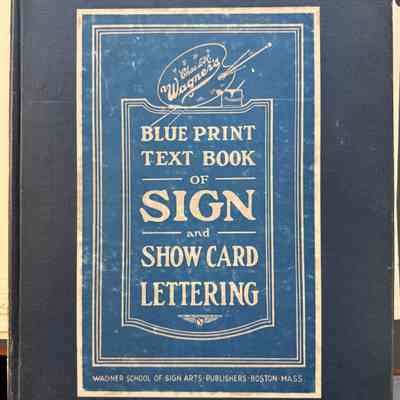 Chas. L. H.
Wagner's
BLUE PRINT
TEXT BOOK
OF
SIGN
and
SHOW CARD
LETTERING
WAGNER SCHOOL OF SIGN ARTS · PUBLISHERS · BOSTON · MASS.